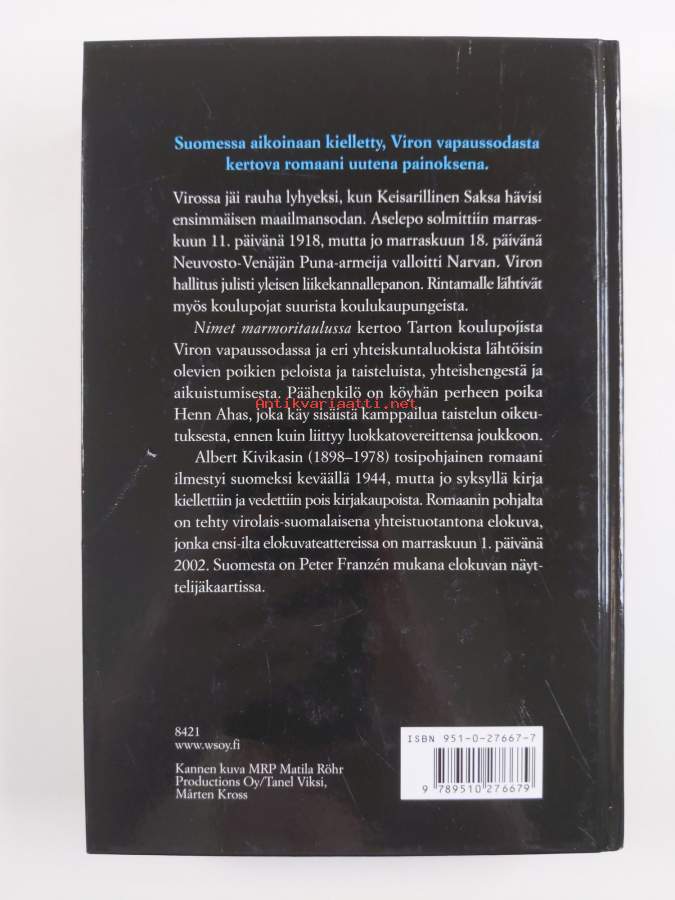 Suomessa aikoinaan kielletty, Viron vapaussodasta
kertova romaani uutena painoksena.
Virossa jäi rauha lyhyeksi, kun Keisarillinen Saksa hävisi
ensimmäisen maailmansodan. Aselepo solmittiin marras-
kuun 11. päivänä 1918, mutta jo marraskuun 18. päivänä
Neuvosto-Venäjän Puna-armeija valloitti Narvan. Viron
hallitus julisti yleisen liikekannallepanon. Rintamalle lähtivät
myös koulupojat suurista koulukaupungeista.
Nimet marmoritaulussa kertoo Tarton koulupojista
Viron vapaussodassa ja eri yhteiskuntaluokista lähtöisin
olevien poikien peloista ja taisteluista, yhteishengestä ja
aikuistumisesta. Päähenkilö on köyhän perheen poika
Antikvariaatti.net
Henn Ahas, joka käy sisäistä kamppailua taistelun oikeu-
tuksesta, ennen kuin liittyy luokkatovereittensa joukkoon.
Albert Kivikasin (1898–1978) tosipohjainen romaani
ilmestyi suomeksi keväällä 1944, mutta jo syksyllä kirja
kiellettiin ja vedettiin pois kirjakaupoista. Romaanin pohjalta
on tehty virolais-suomalaisena yhteistuotantona elokuva,
jonka ensi-ilta elokuvateattereissa on marraskuun 1. päivänä
2002. Suomesta on Peter Franzén mukana elokuvan näyt-
telijäkaartissa.
8421
www.wsoy.fi
Kannen kuva MRP Matila Röhr
Productions Oy/Tanel Viksi,
Mårten Kross
ISBN 951-0-27667-7
9 789510 276679